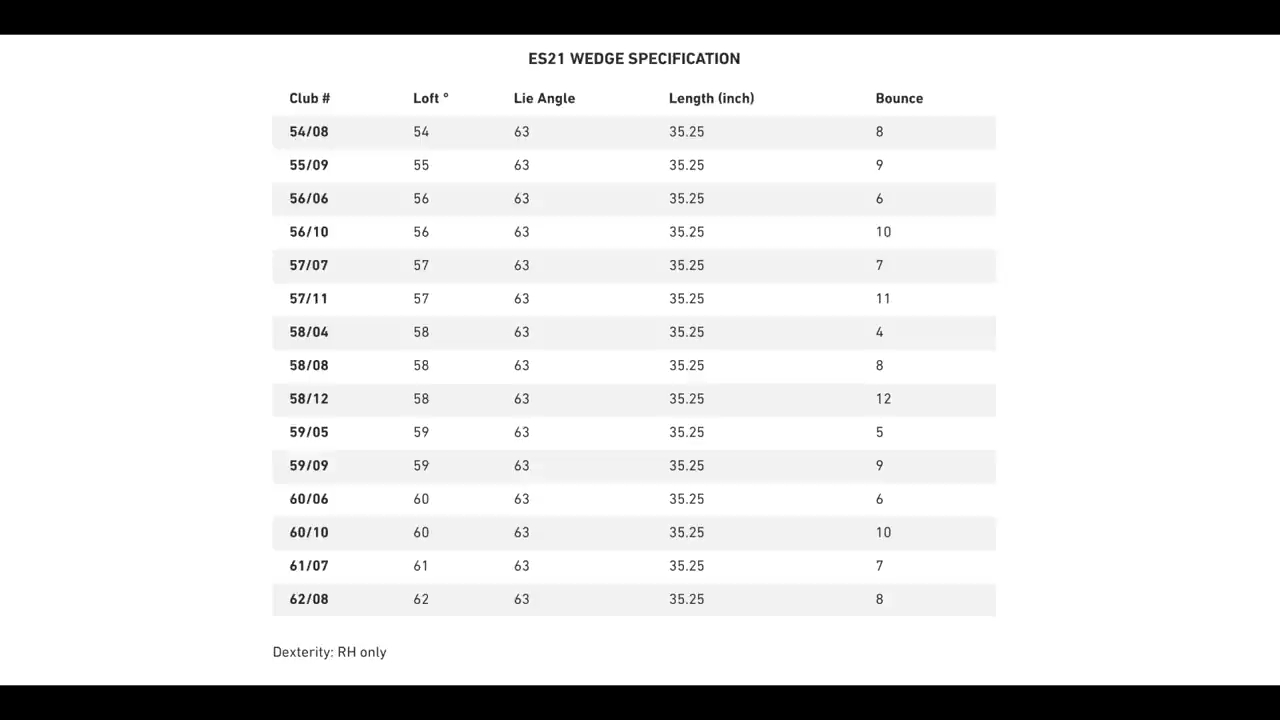 ES21 WEDGE SPECIFICATION
Club # Loft ° Lie Angle Length (inch) Bounce
54/08 54 63 35.25 8
55/09 55 63 35.25 9
56/06 56 63 35.25 6
56/10 56 63 35.25 10
57/07 57 63 35.25 7
57/11 57 63 35.25 11
58/04 58 63 35.25 4
58/08 58 63 35.25 8
58/12 58 63 35.25 12
59/05 59 63 35.25 5
59/09 59 63 35.25 9
60/06 60 63 35.25 6
60/10 60 63 35.25 10
61/07 61 63 35.25 7
62/08 62 63 35.25 8
Dexterity: RH only